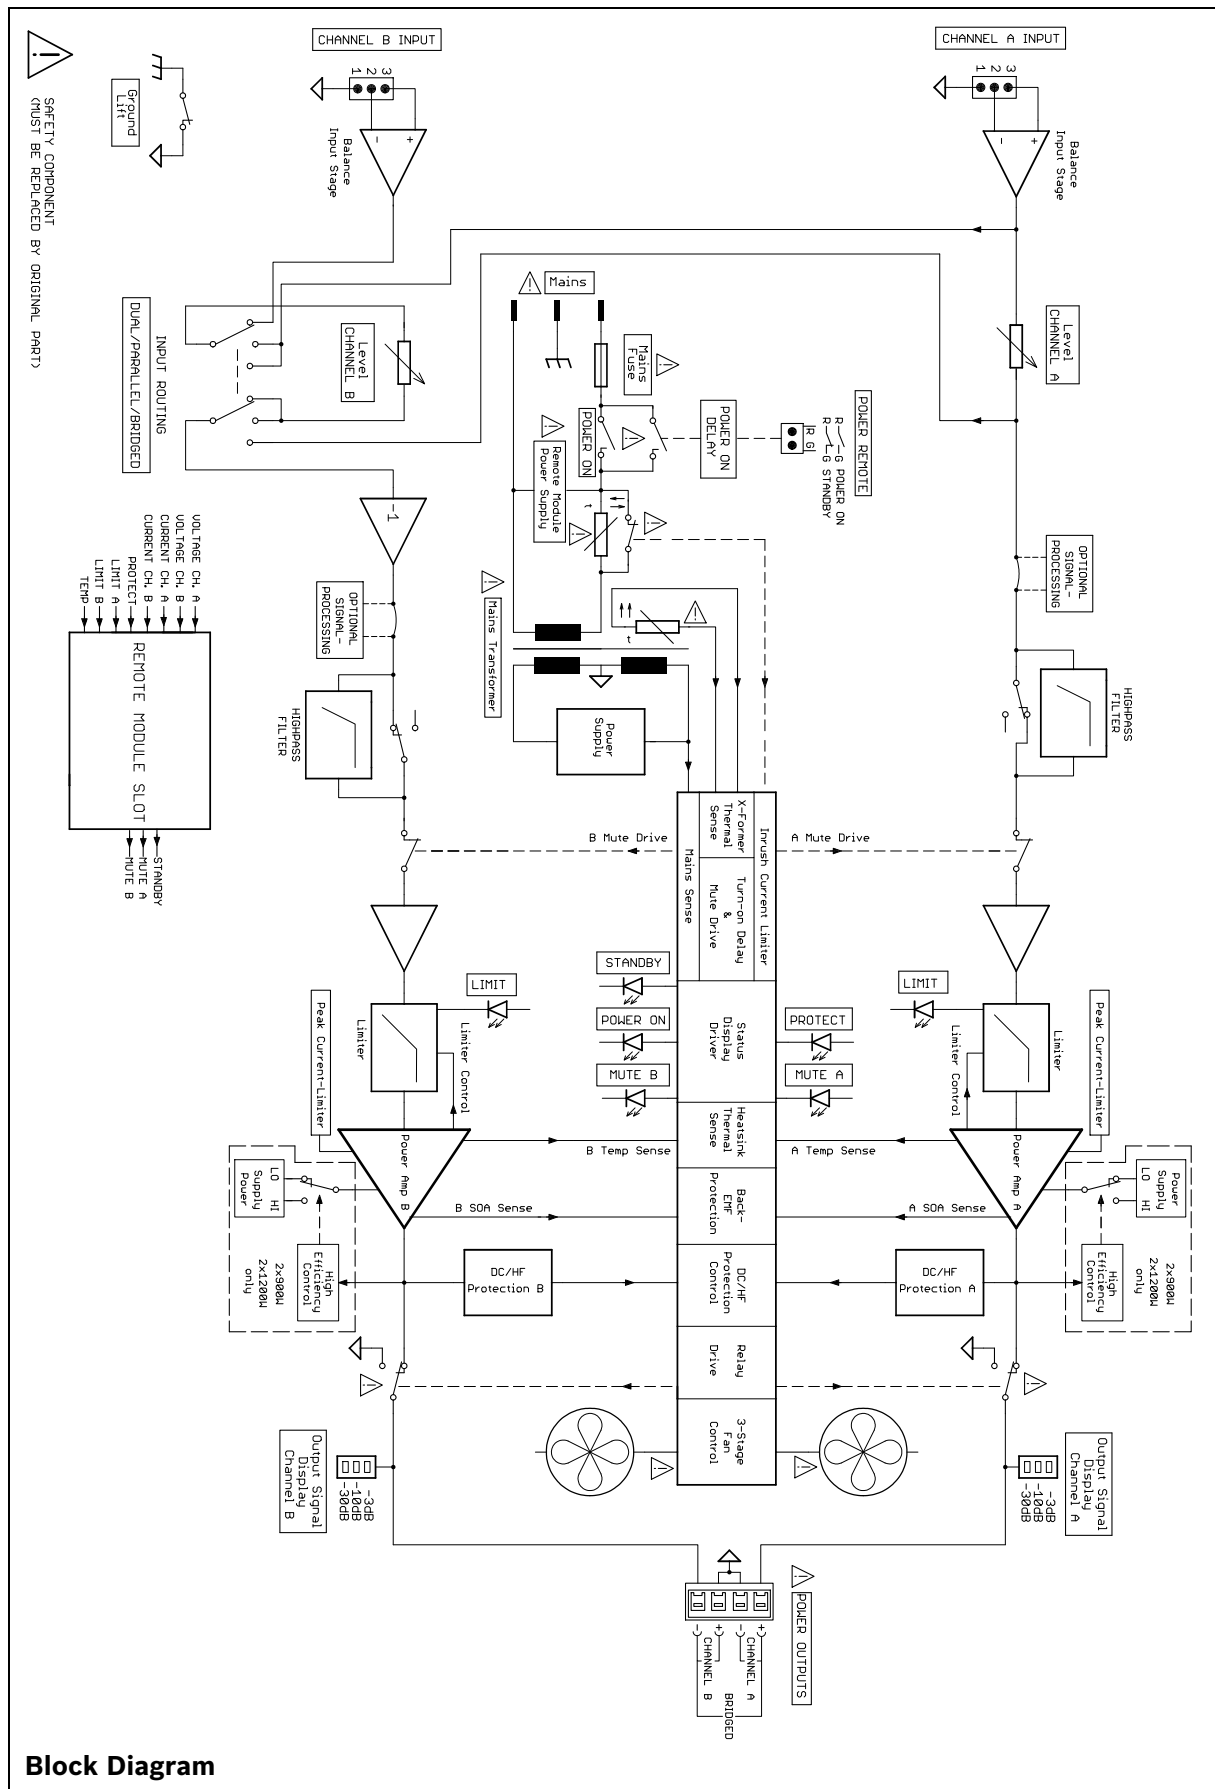 CHANNEL B INPUT
CHANNEL A INPUT
1 2 3
1 2 3
- +
- +
Balance
Input Stage
Balance
Input Stage
SAFETY COMPONENT
(MUST BE REPLACED BY ORIGINAL PART)
Ground
Lift
Mains
Mains
Fuse
Level
CHANNEL A
Level
CHANNEL B
INPUT ROUTING
DUAL/PARALLEL/BRIDGED
POWER ON
POWER ON
DELAY
R G
POWER REMOTE
R G POWER ON
R G STANDBY
Remote Module
Power Supply
t
t
Mains Transformer
-1
OPTIONAL
SIGNAL-
PROCESSING
OPTIONAL
SIGNAL-
PROCESSING
VOLTAGE CH. A
VOLTAGE CH. B
CURRENT CH. A
CURRENT CH. B
PROTECT
LIMIT A
LIMIT B
TEMP
REMOTE MODULE SLOT
STANDBY
MUTE A
MUTE B
HIGHPASS
FILTER
HIGHPASS
FILTER
Power
Supply
B Mute Drive
A Mute Drive
Inrush Current Limiter
X-Former
Thermal
Sense
Turn-on Delay
&
Mute Drive
Mains Sense
STANDBY
POWER ON
MUTE B
PROTECT
MUTE A
Status
Display
Driver
LIMIT
LIMIT
Limiter
Limiter
Limiter Control
Limiter Control
Peak Current-Limiter
Peak Current-Limiter
Power Amp B
Power Amp A
B Temp Sense
A Temp Sense
Heatsink
Thermal
Sense
B SOA Sense
A SOA Sense
Back-
EMF
Protection
Power
Supply
LO HI
Power
Supply
LO HI
High
Efficiency
Control
High
Efficiency
Control
2x900W
2x1200W
only
2x900W
2x1200W
only
DC/HF
Protection B
DC/HF
Protection A
DC/HF
Protection
Control
Relay
Drive
3-Stage
Fan
Control
Output Signal
Display
Channel B
Output Signal
Display
Channel A
-3dB
-10dB
-30dB
-3dB
-10dB
-30dB
POWER OUTPUTS
- + - +
CHANNEL B
CHANNEL A
BRIDGED
Block Diagram